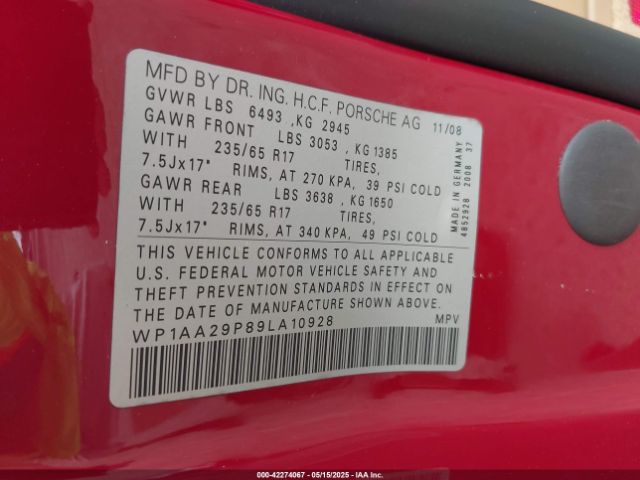 MFD BY DR. ING. H.C.F. PORSCHE AG 11/08
GVWR LBS 6493 ,KG 2945
GAWR FRONT LBS 3053 ,KG 1385
WITH 235/65 R17 TIRES,
7.5Jx17" RIMS, AT 270 KPA, 39 PSI COLD
GAWR REAR LBS 3638 ,KG 1650
WITH 235/65 R17 TIRES,
7.5Jx17" RIMS, AT 340 KPA, 49 PSI COLD
THIS VEHICLE CONFORMS TO ALL APPLICABLE
U.S. FEDERAL MOTOR VEHICLE SAFETY AND
THEFT PREVENTION STANDARDS IN EFFECT ON
THE DATE OF MANUFACTURE SHOWN ABOVE.
WP1AA29P89LA10928 MPV
MADE IN GERMANY
4852928 2008 37
000-42274067 - 05/15/2025 - IAA Inc.